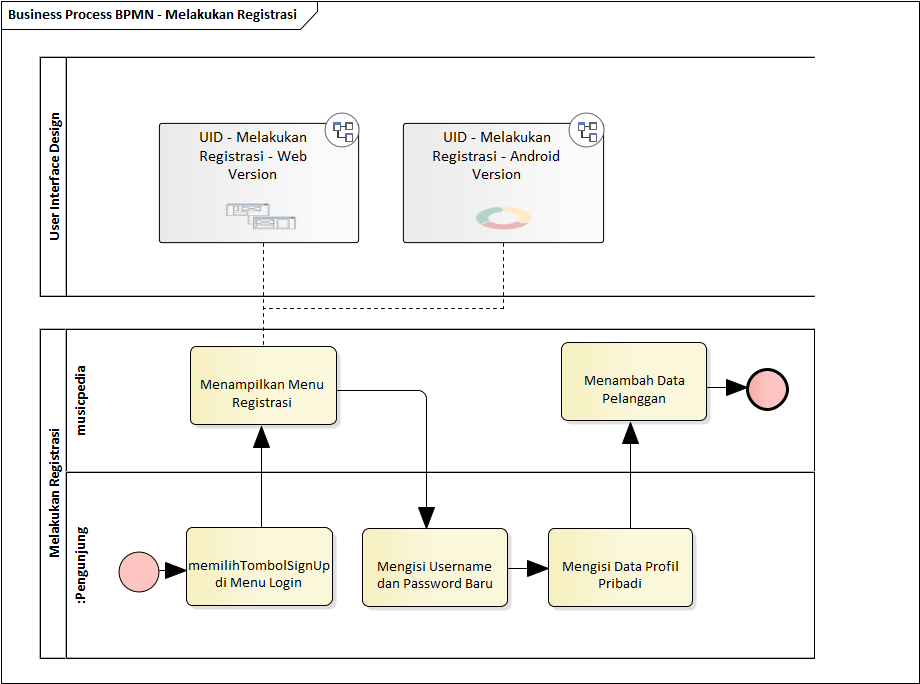 Business Process BPMN - Melakukan Registrasi
User Interface Design
UID - Melakukan
Registrasi - Web
Version
UID - Melakukan
Registrasi - Android
Version
Melakukan Registrasi
musicpedia
Menampilkan Menu
Registrasi
Menambah Data
Pelanggan
:Pengunjung
memilihTombolSignUp
di Menu Login
Mengisi Username
dan Password Baru
Mengisi Data Profil
Pribadi